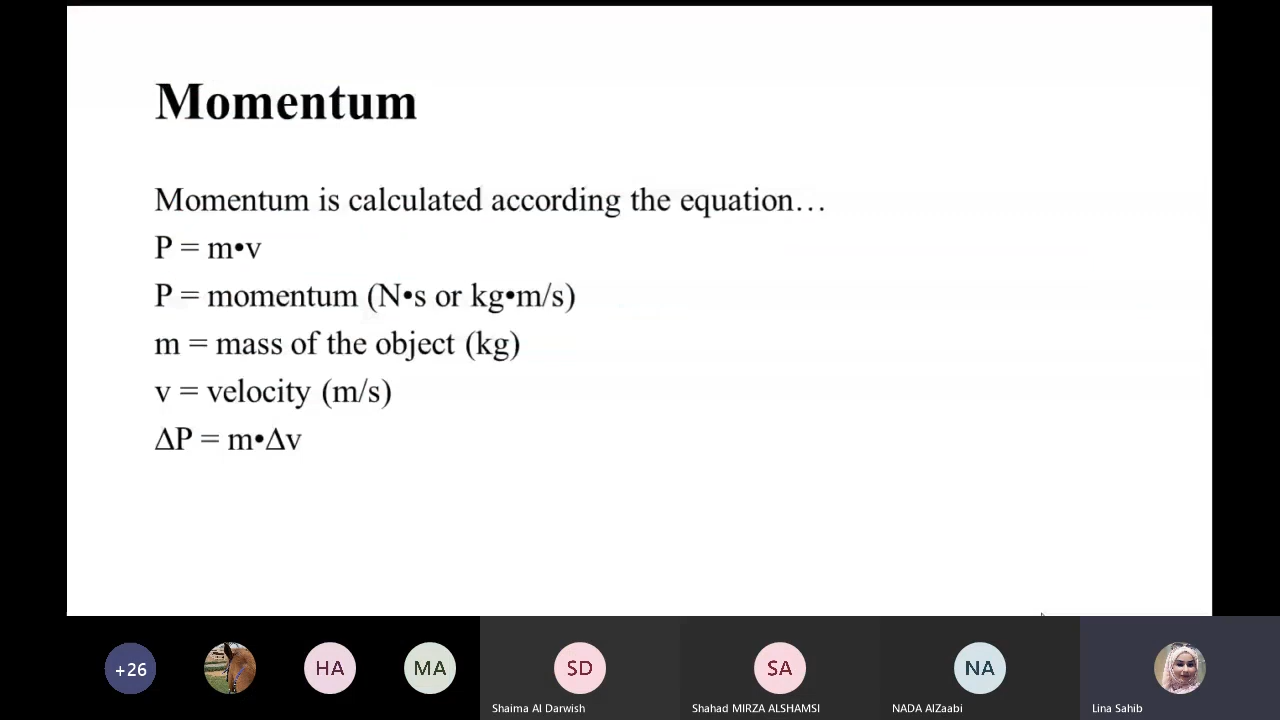 Momentum
Momentum is calculated according the equation…
P = m•v
P = momentum (N•s or kg•m/s)
m = mass of the object (kg)
v = velocity (m/s)
ΔP = m•Δv
+26
HA
MA
SD
SA
NA
Shaima Al Darwish
Shahad MIRZA ALSHAMSI
NADA AlZaabi
Lina Sahib